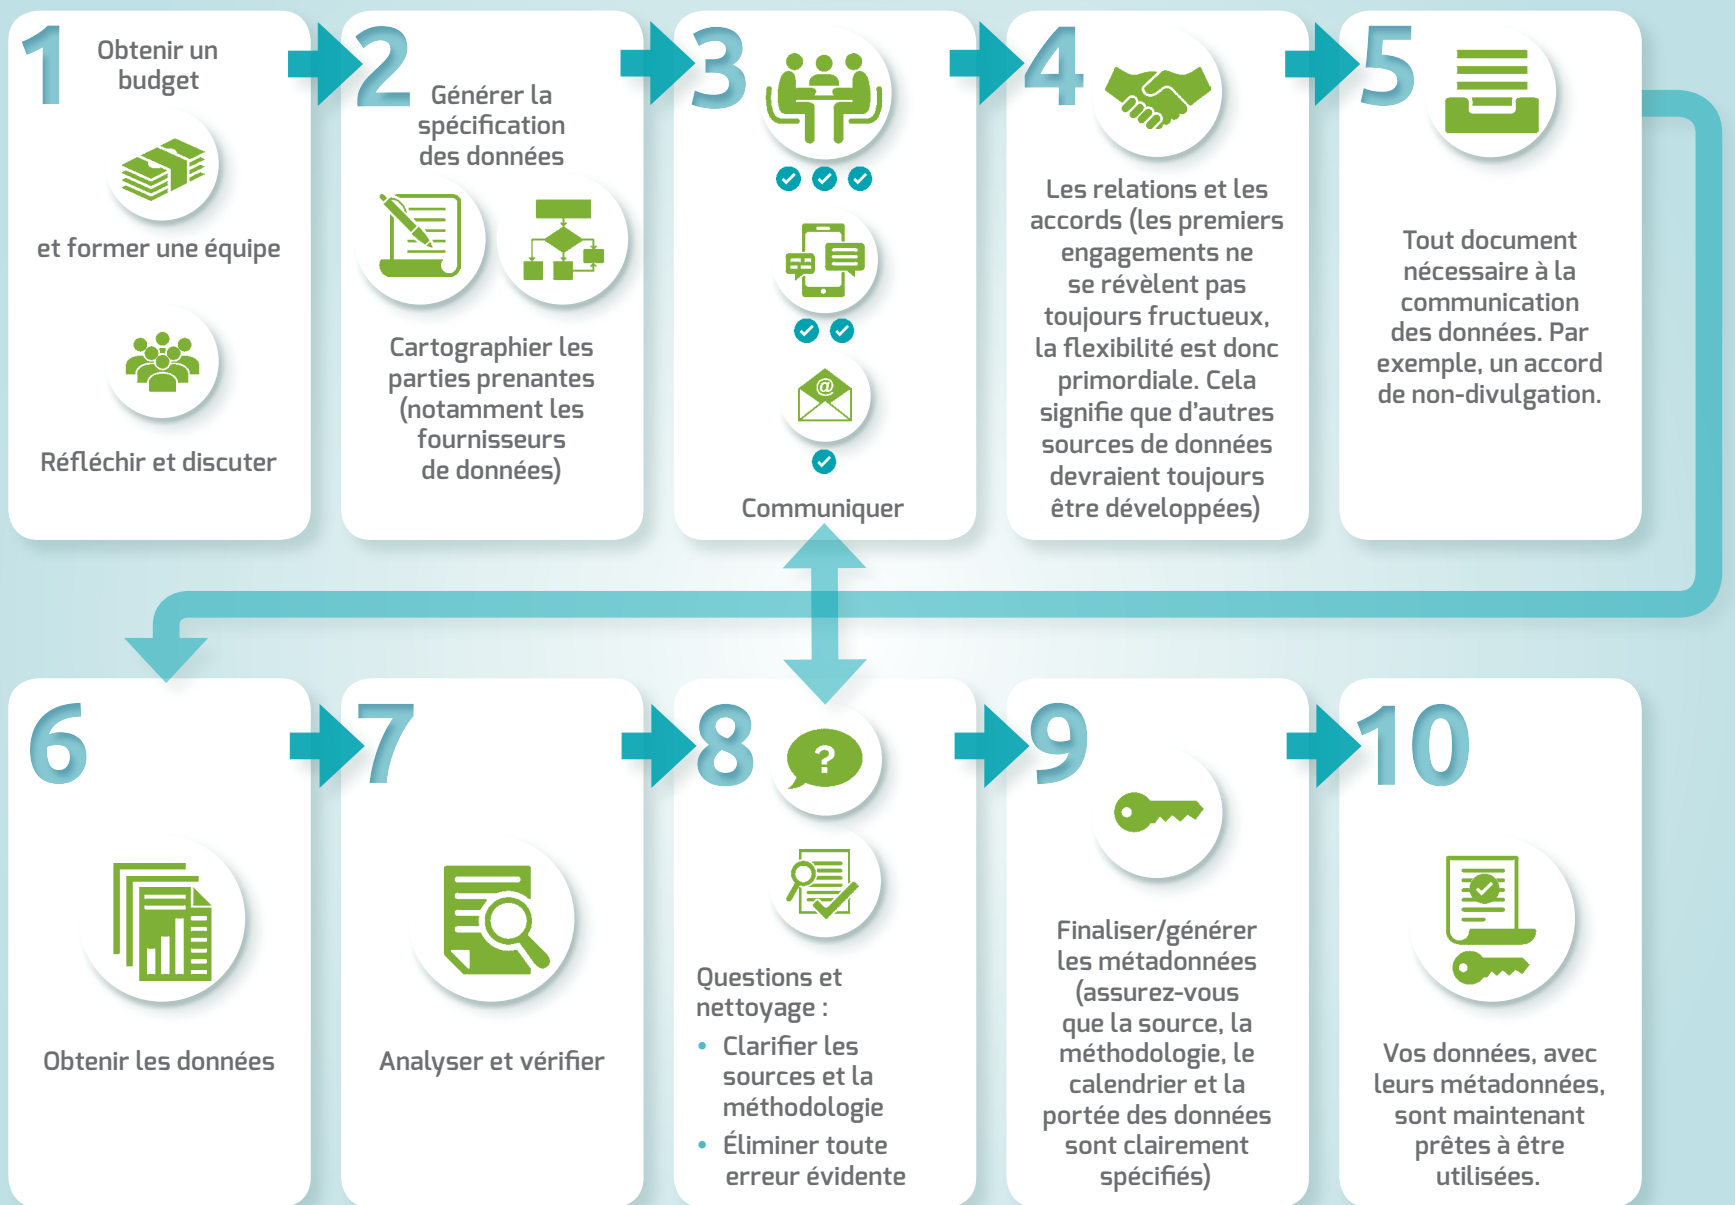 1
Obtenir un
budget
et former une équipe
Réfléchir et discuter
2
Générer la
spécification
des données
Cartographier les
parties prenantes
(notamment les
fournisseurs
de données)
3
@
Communiquer
4
Les relations et les
accords (les premiers
engagements ne
se révèlent pas
toujours fructueux,
la flexibilité est donc
primordiale. Cela
signifie que d'autres
sources de données
devraient toujours
être développées)
5
Tout document
nécessaire à la
communication
des données. Par
exemple, un accord
de non-divulgation.
6
Obtenir les données
7
Analyser et vérifier
8
?
Questions et
nettoyage :
• Clarifier les
sources et la
méthodologie
• Éliminer toute
erreur évidente
9
Finaliser/générer
les métadonnées
(assurez-vous
que la source, la
méthodologie, le
calendrier et la
portée des données
sont clairement
spécifiés)
10
Vos données, avec
leurs métadonnées,
sont maintenant
prêtes à être
utilisées.